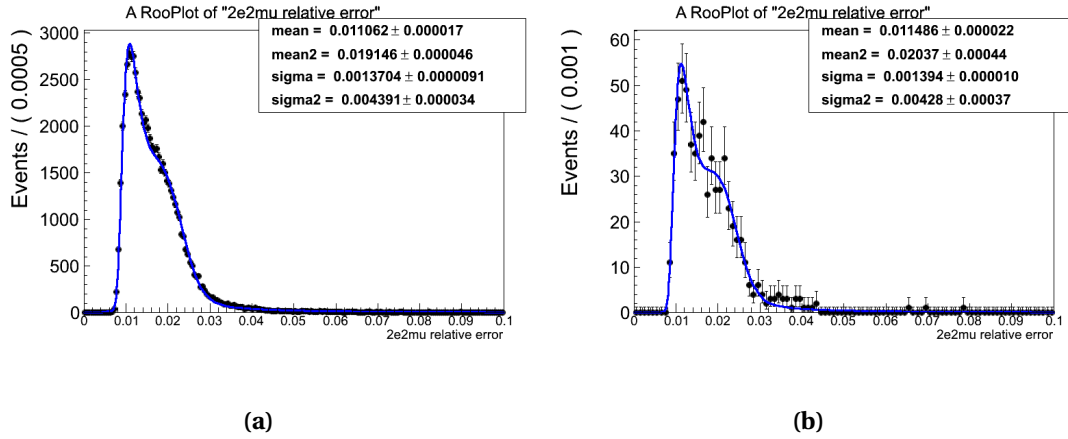 A RooPlot of "2e2mu relative error"
mean = 0.011062 ± 0.000017
mean2 = 0.019146 ± 0.000046
sigma = 0.0013704 ± 0.0000091
sigma2 = 0.004391 ± 0.000034
Events / ( 0.0005 )
3000
2500
2000
1500
1000
500
0
0 0.01 0.02 0.03 0.04 0.05 0.06 0.07 0.08 0.09 0.1
2e2mu relative error
(a)
A RooPlot of "2e2mu relative error"
mean = 0.011486 ± 0.000022
mean2 = 0.02037 ± 0.00044
sigma = 0.001394 ± 0.000010
sigma2 = 0.00428 ± 0.00037
Events / ( 0.001 )
60
50
40
30
20
10
0
0 0.01 0.02 0.03 0.04 0.05 0.06 0.07 0.08 0.09 0.1
2e2mu relative error
(b)